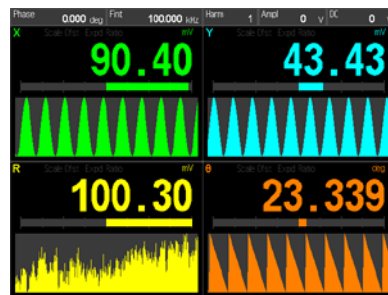 Phase 0.000 deg Fint 100.000 kHz Harm 1 Ampl 0 V DC 0
X Scale Ofst Expd Ratio mV
90.40
Y Scale Ofst Expd Ratio mV
43.43
R Scale Ofst Expd Ratio mV
100.30
θ Scale Ofst Expd Ratio deg
23.339